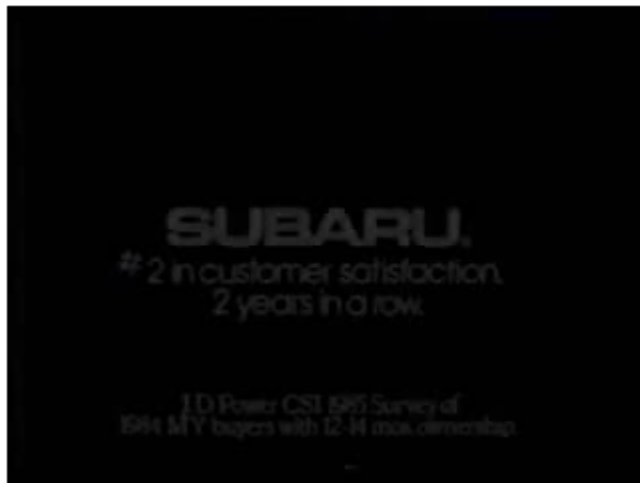 SUBARU.
#2 in customer satisfaction.
2 years in a row.
J.D. Power CSI 1985 Survey of
1984 MY buyers with 12-14 mos. ownership.